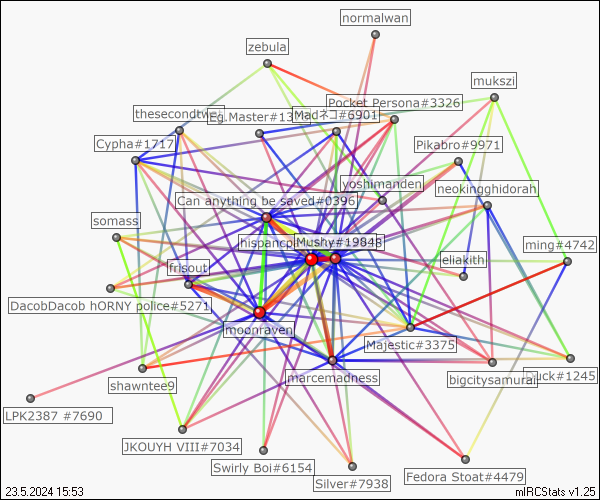 normalwan
zebula
mukszi
Pocket Persona#3326
thesecondtw
Eg.Master#13
Madネコ#6901
Cypha#1717
Pikabro#9971
yoshimanden
neokingghidorah
Can anything be saved#0396
somass
hispanc
Mushy#19848
ming#4742
eliakith
frisout
DacobDacob hORNY police#5271
moonraven
Majestic#3375
marcemadness
shawntee9
bigcitysamurai
uck#1245
LPK2387 #7690
JKOUYH VIII#7034
Swirly Boi#6154
Silver#7938
Fedora Stoat#4479
23.5.2024 15:53
mIRCStats v1.25